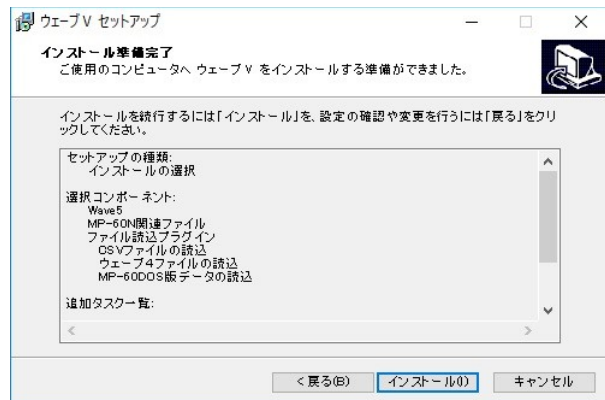 ウェーブV セットアップ
インストール準備完了
ご使用のコンピュータへ ウェーブV をインストールする準備ができました。
インストールを続行するには「インストール」を、設定の確認や変更を行うには「戻る」をクリ
ックしてください。
セットアップの種類:
インストールの選択
選択コンポーネント:
Wave5
MP-60N関連ファイル
ファイル読込プラグイン
CSVファイルの読込
ウェーブ4ファイルの読込
MP-60DOS版データの読込
追加タスク一覧:
< 戻る(B)
インストール(I)
キャンセル